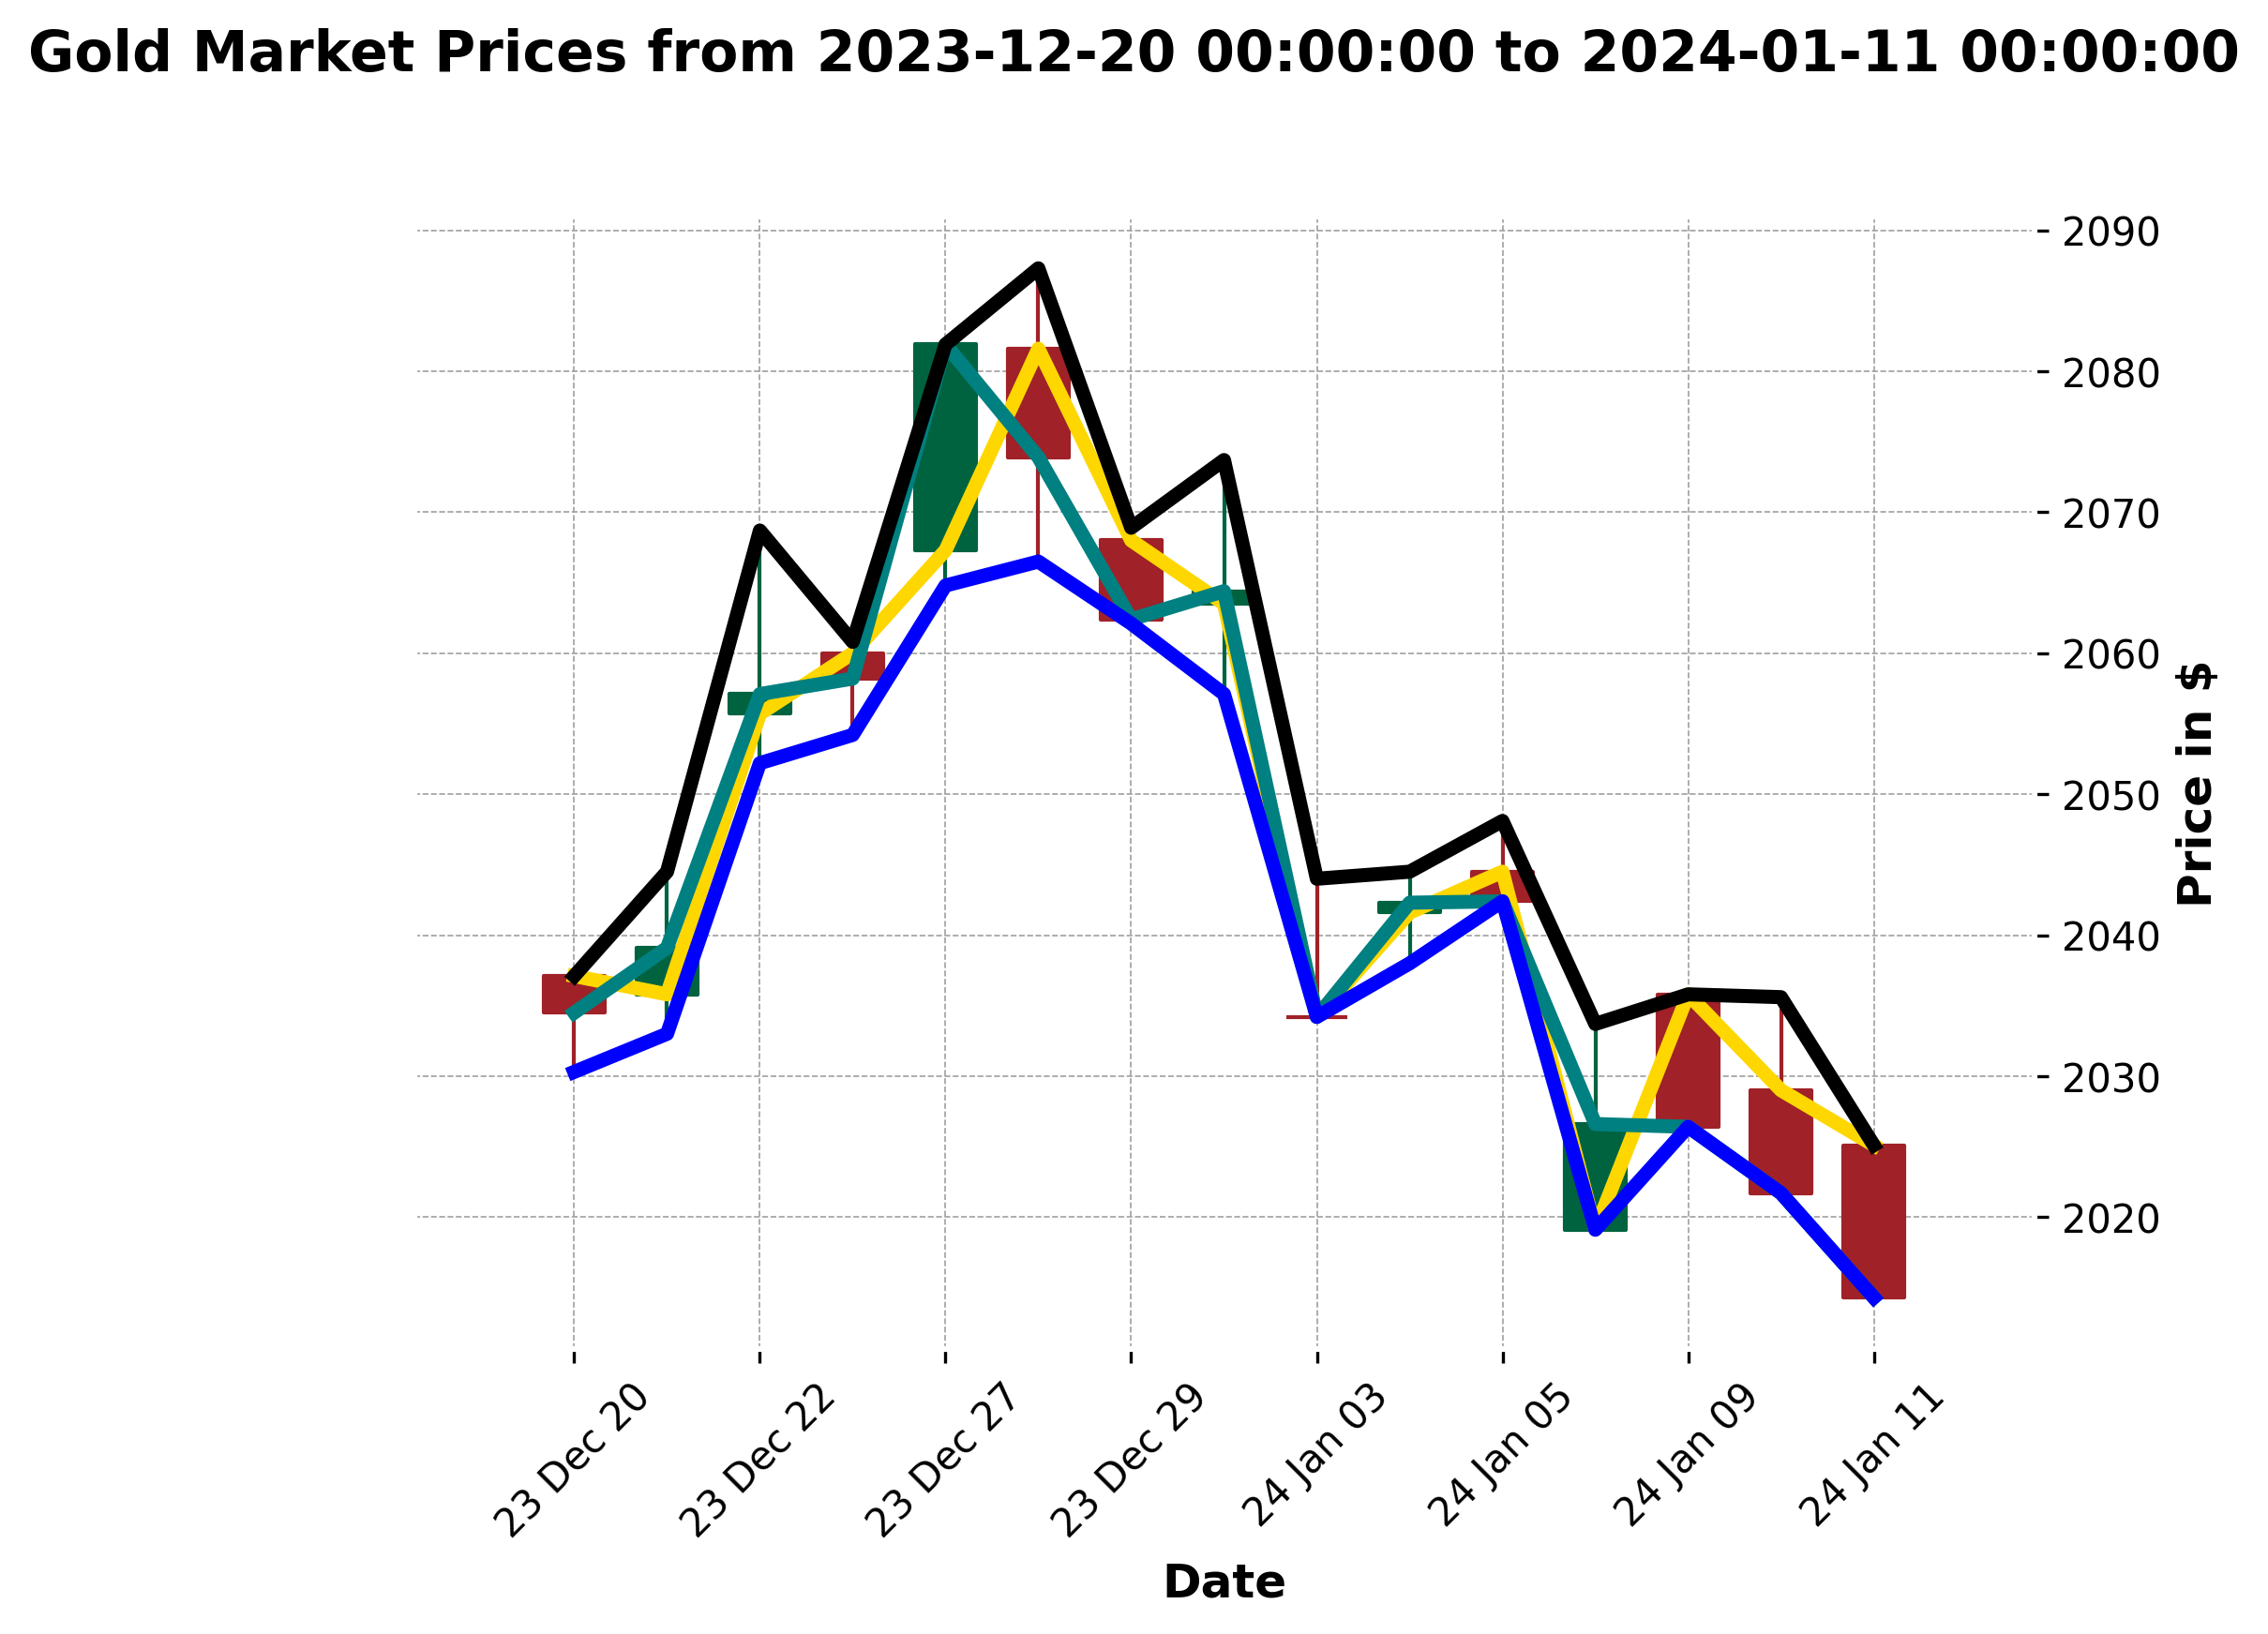 Gold Market Prices from 2023-12-20 00:00:00 to 2024-01-11 00:00:00
2090
2080
2070
2060
2050
2040
2030
2020
Price in $
23 Dec 20
23 Dec 22
23 Dec 27
23 Dec 29
24 Jan 03
24 Jan 05
24 Jan 09
24 Jan 11
Date